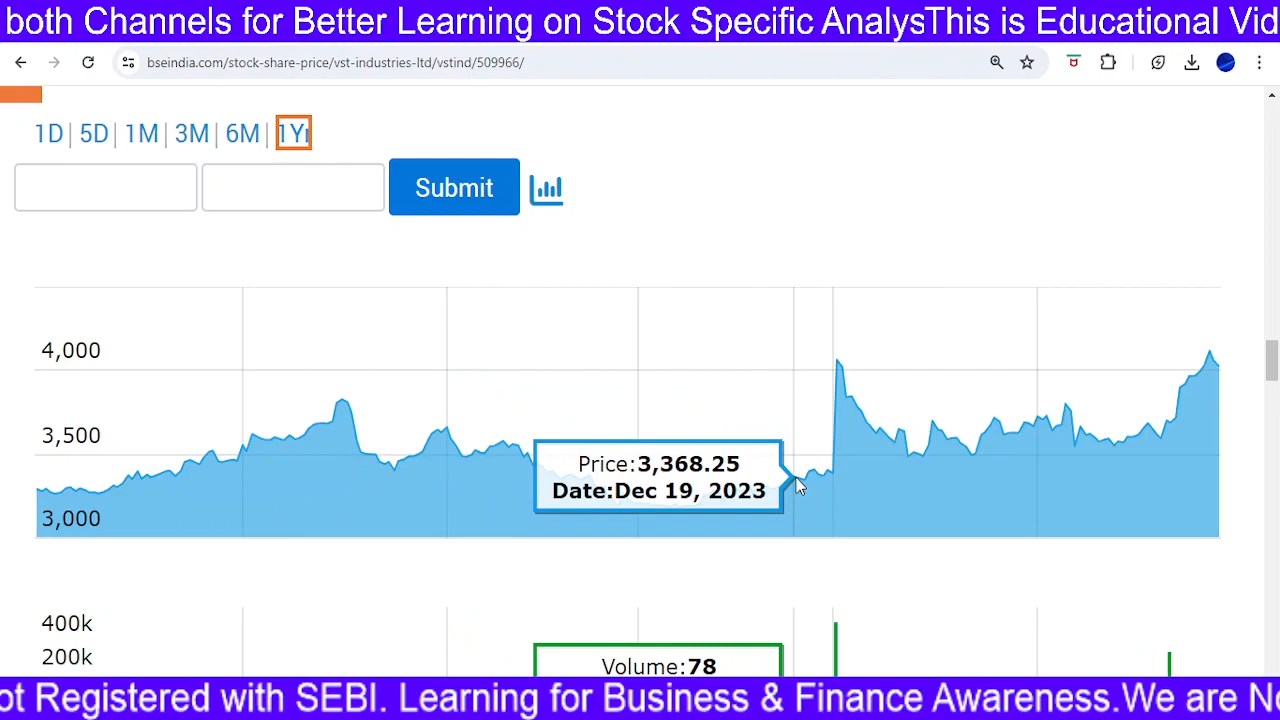 both Channels for Better Learning on Stock Specific AnalysThis is Educational Vid
bseindia.com/stock-share-price/vst-industries-ltd/vstind/509966/
1D| 5D| 1M| 3M| 6M| 1Yr
Submit
4,000
3,500
3,000
Price:3,368.25
Date:Dec 19, 2023
400k
200k
Volume:78
ot Registered with SEBI. Learning for Business & Finance Awareness.We are No